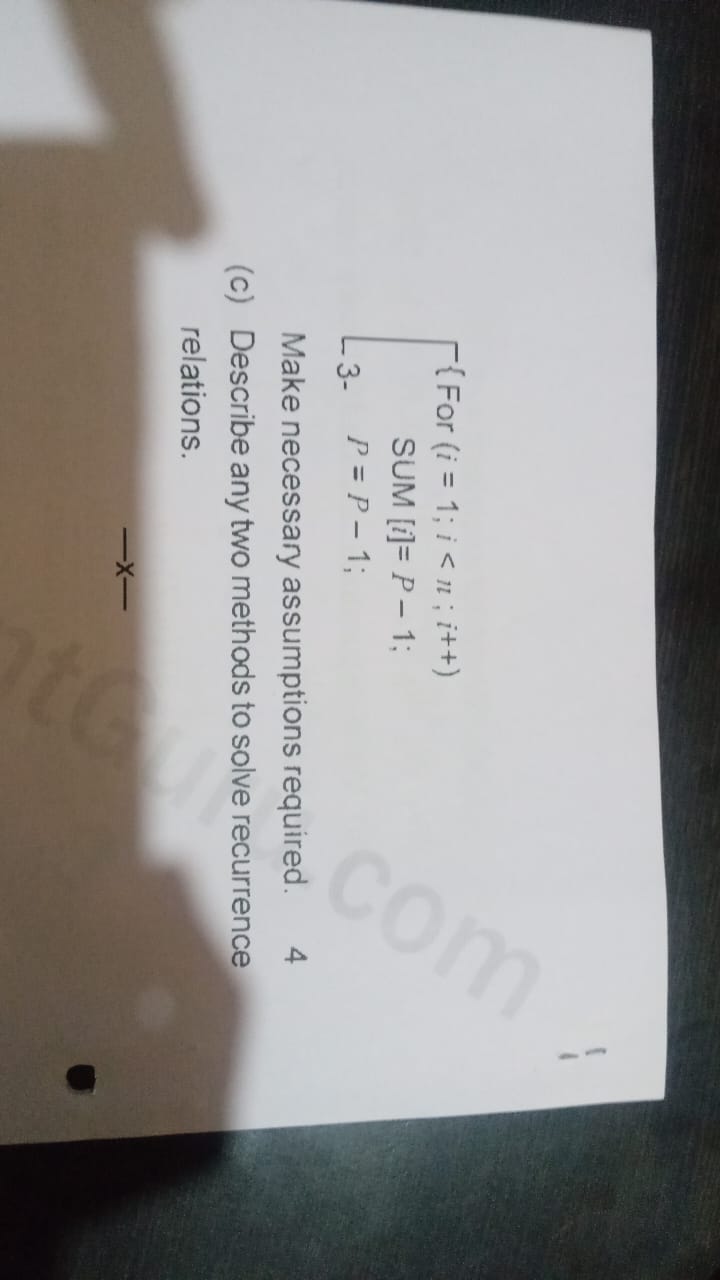 {For (i = 1; i < n ; i++)
SUM [i]= P – 1;
3- P = P – 1;
Make necessary assumptions required. 4
(c) Describe any two methods to solve recurrence
relations.
—x—
.com